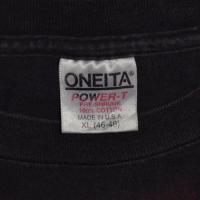 ONEITA®
POWER-T
PRE-SHRUNK
100% COTTON
MADE IN U.S.A.
XL (46-48)